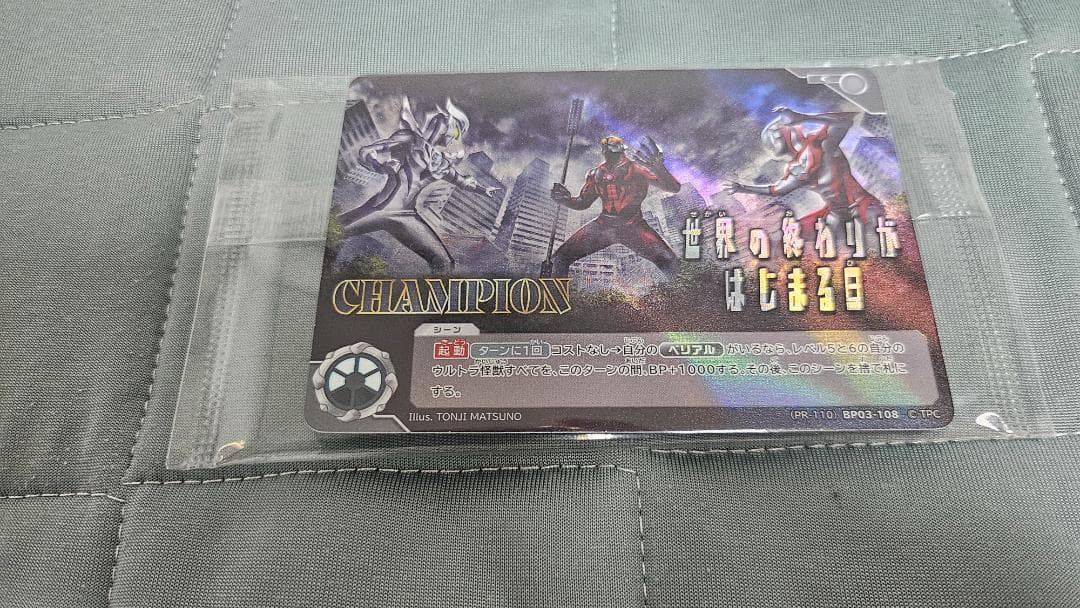 世界の終わりが
はじまる日
CHAMPION
シーン
起動 ターンに1回 コストなし→自分の ベリアル がいるなら、レベル5と6の自分の
ウルトラ怪獣すべてを、このターンの間、BP+1000する。その後、このシーンを捨て札に
する。
Illus. TONJI MATSUNO
(PR-110) BP03-108 © TPC